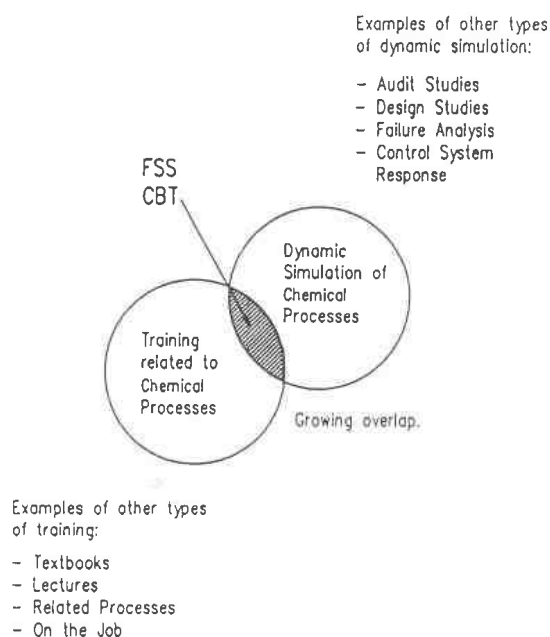 Examples of other types
of dynamic simulation:
- Audit Studies
- Design Studies
- Failure Analysis
- Control System
Response
FSS
CBT
Dynamic
Simulation of
Chemical
Processes
Training
related to
Chemical
Processes
Growing overlap.
Examples of other types
of training:
- Textbooks
- Lectures
- Related Processes
- On the Job